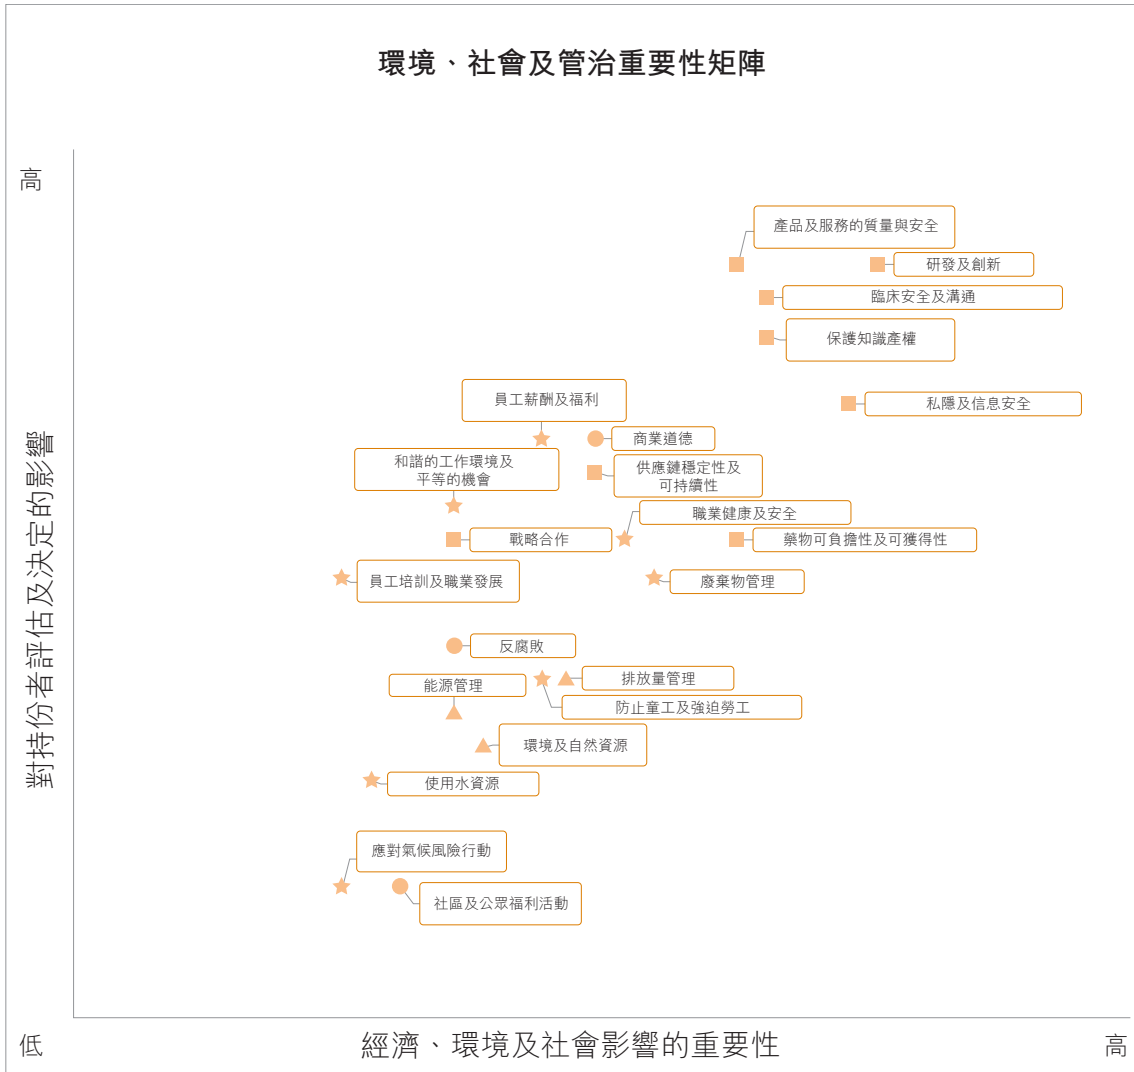 環境、社會及管治重要性矩陣
高
對持份者評估及決定的影響
產品及服務的質量與安全
研發及創新
臨床安全及溝通
保護知識產權
員工薪酬及福利
私隱及信息安全
商業道德
和諧的工作環境及
平等的機會
供應鏈穩定性及
可持續性
職業健康及安全
戰略合作
藥物可負擔性及可獲得性
員工培訓及職業發展
廢棄物管理
反腐敗
能源管理
排放量管理
防止童工及強迫勞工
環境及自然資源
使用水資源
應對氣候風險行動
社區及公眾福利活動
低
經濟、環境及社會影響的重要性
高